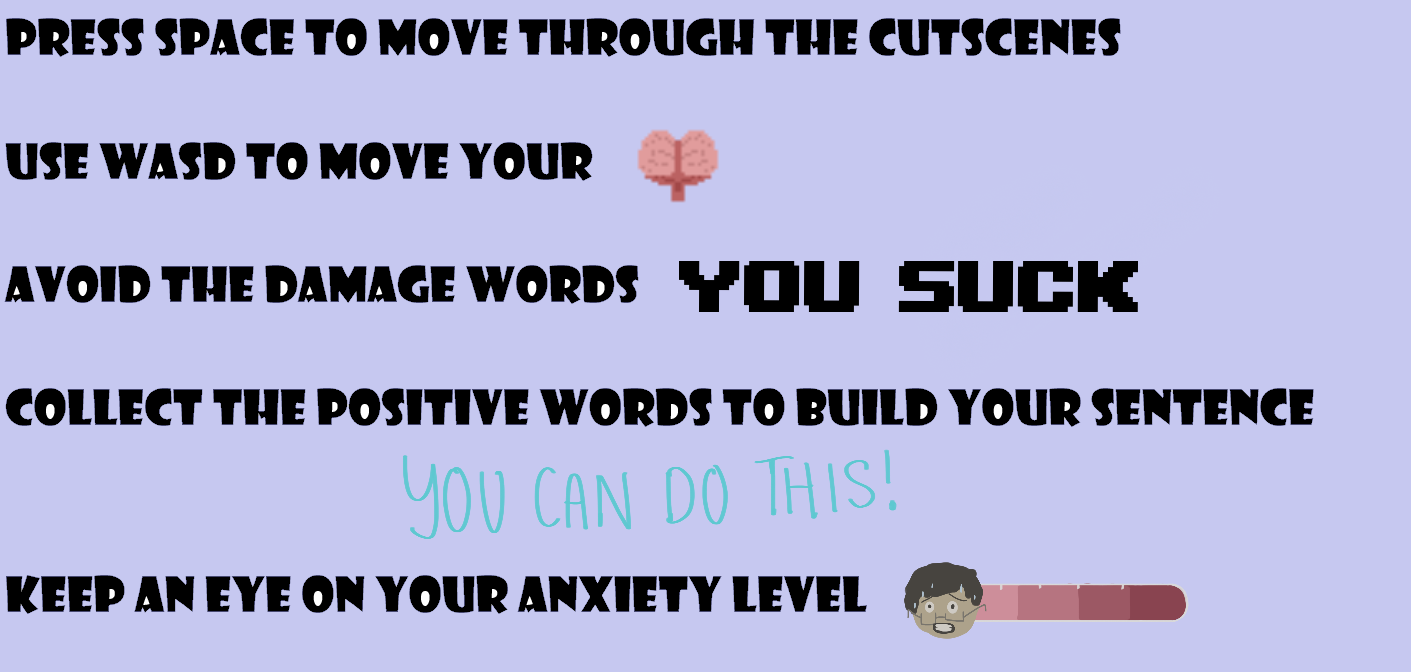 PRESS SPACE TO MOVE THROUGH THE CUTSCENES
USE WASD TO MOVE YOUR
AVOID THE DAMAGE WORDS YOU SUCK
COLLECT THE POSITIVE WORDS TO BUILD YOUR SENTENCE
YOU CAN DO THIS!
KEEP AN EYE ON YOUR ANXIETY LEVEL